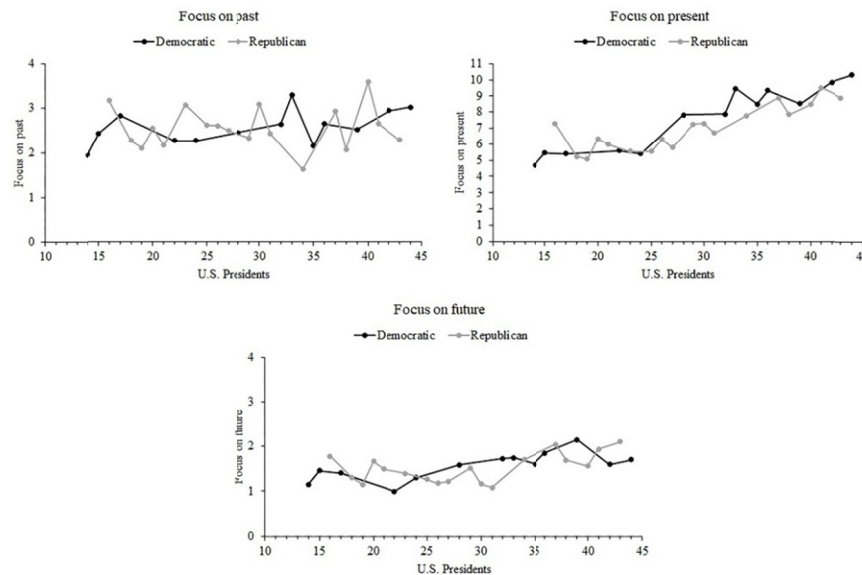 Focus on past
Democratic Republican
4
3
2
1
0
Focus on past
10 15 20 25 30 35 40 45
U.S. Presidents
Focus on present
Democratic Republican
11
10
9
8
7
6
5
4
3
2
1
0
Focus on present
10 15 20 25 30 35 40
U.S. Presidents
Focus on future
Democratic Republican
4
3
2
1
0
Focus on future
10 15 20 25 30 35 40 45
U.S. Presidents